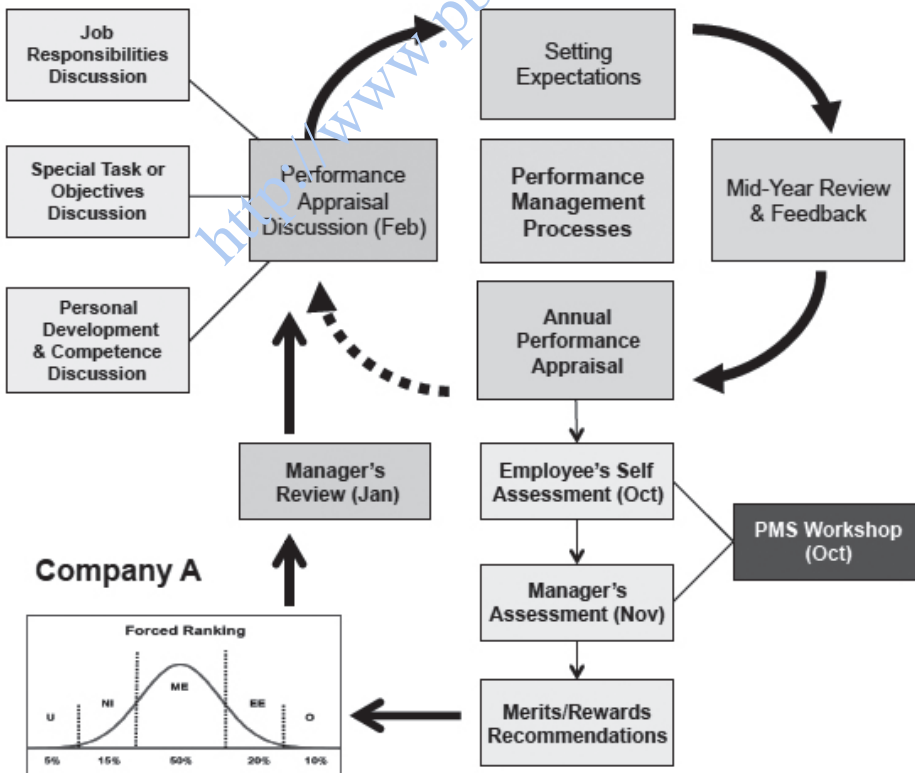 Job
Responsibilities
Discussion
Special Task or
Objectives
Discussion
Personal
Development
& Competence
Discussion
Performance
Appraisal
Discussion (Feb)
Setting
Expectations
Performance
Management
Processes
Mid-Year Review
& Feedback
Annual
Performance
Appraisal
Employee's Self
Assessment (Oct)
PMS Workshop
(Oct)
Manager's
Assessment (Nov)
Merits/Rewards
Recommendations
Manager's
Review (Jan)
Company A
Forced Ranking
U NI ME EE O
5% 15% 50% 20% 10%